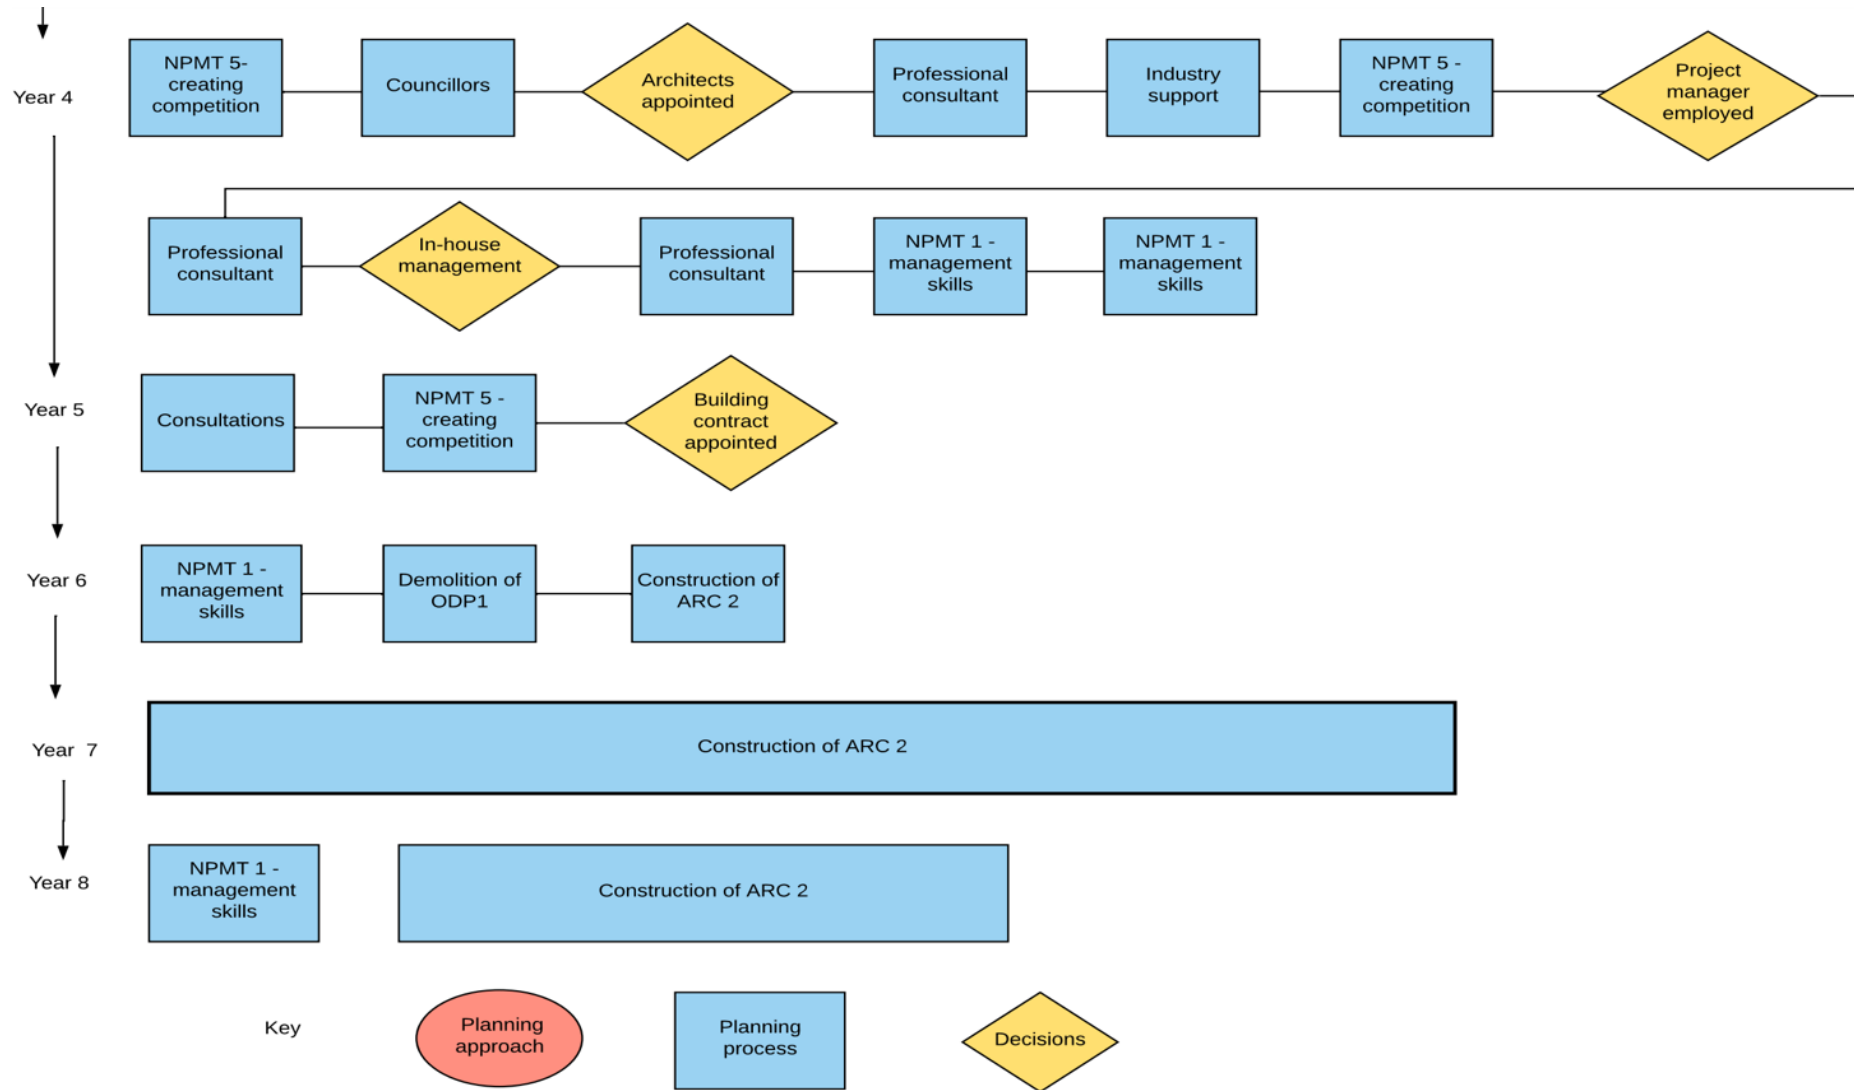 Year 4
NPMT 5-
creating
competition
Councillors
Architects
appointed
Professional
consultant
Industry
support
NPMT 5 -
creating
competition
Project
manager
employed
Professional
consultant
In-house
management
Professional
consultant
NPMT 1 -
management
skills
NPMT 1 -
management
skills
Year 5
Consultations
NPMT 5 -
creating
competition
Building
contract
appointed
Year 6
NPMT 1 -
management
skills
Demolition of
ODP1
Construction of
ARC 2
Year 7
Construction of ARC 2
Year 8
NPMT 1 -
management
skills
Construction of ARC 2
Key
Planning
approach
Planning
process
Decisions